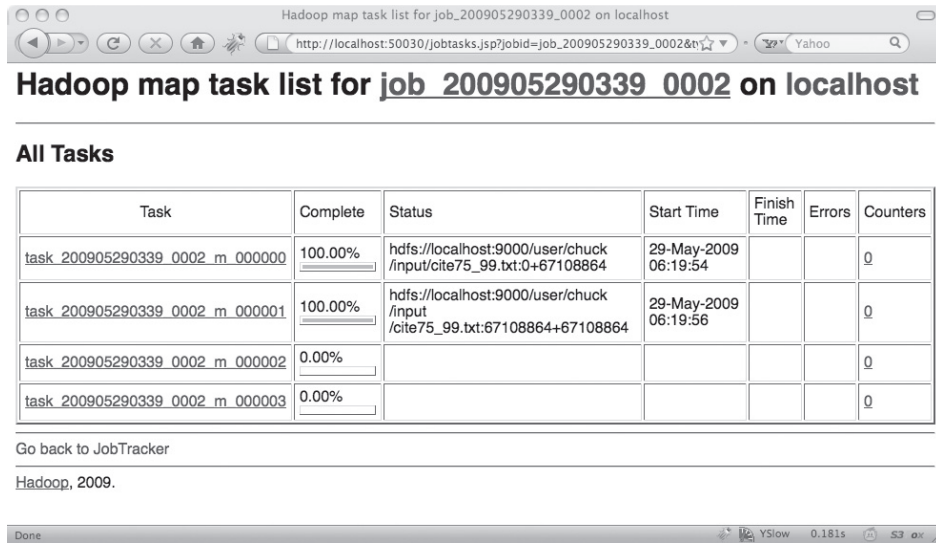 Hadoop map task list for job_200905290339_0002 on localhost
http://localhost:50030/jobtasks.jsp?jobid=job_200905290339_0002&ty
Yahoo
Hadoop map task list for job_200905290339_0002 on localhost
All Tasks
Task Complete Status Start Time Finish Time Errors Counters
task_200905290339_0002_m_000000 100.00% hdfs://localhost:9000/user/chuck
/input/cite75_99.txt:0+67108864 29-May-2009
06:19:54 0
task_200905290339_0002_m_000001 100.00% hdfs://localhost:9000/user/chuck
/input
/cite75_99.txt:67108864+67108864 29-May-2009
06:19:56 0
task_200905290339_0002_m_000002 0.00% 0
task_200905290339_0002_m_000003 0.00% 0
Go back to JobTracker
Hadoop, 2009.
Done YSlow 0.181s S3 ox